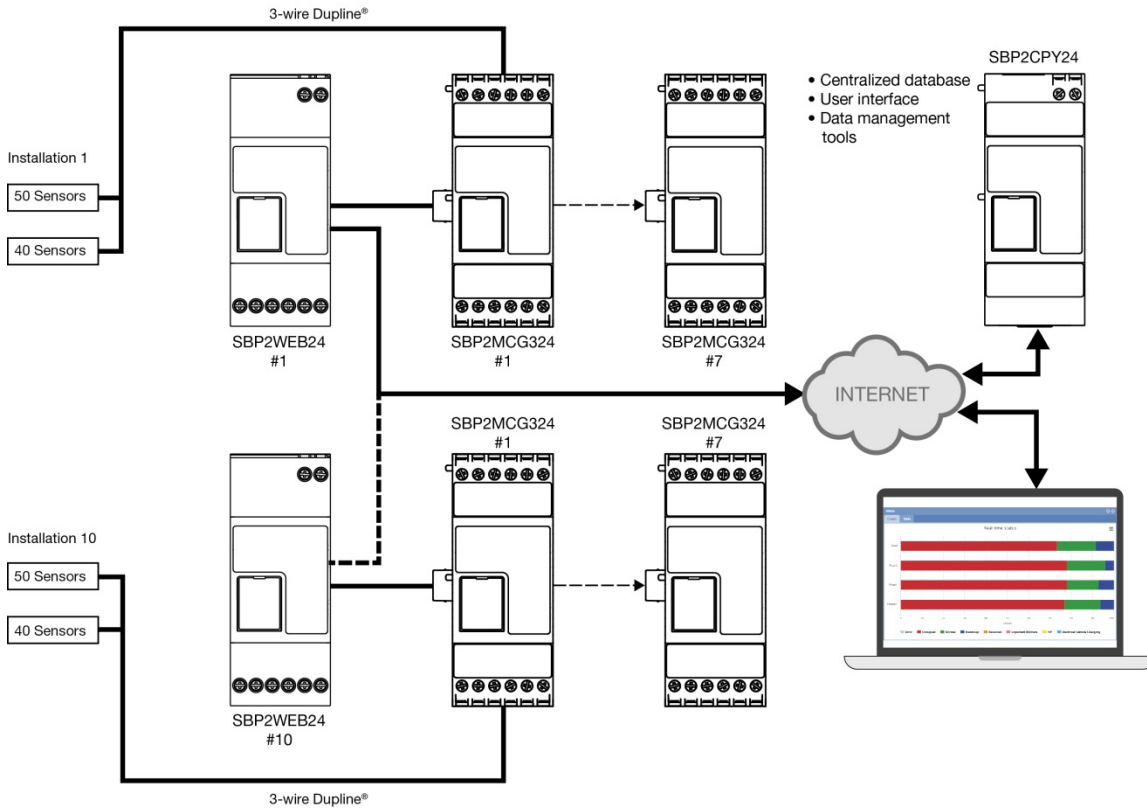 3-wire Dupline®
SBP2CPY24
• Centralized database
• User interface
• Data management
tools
Installation 1
50 Sensors
40 Sensors
SBP2WEB24
#1
SBP2MCG324
#1
SBP2MCG324
#7
INTERNET
SBP2MCG324
#1
SBP2MCG324
#7
Installation 10
50 Sensors
40 Sensors
SBP2WEB24
#10
3-wire Dupline®
Real time status